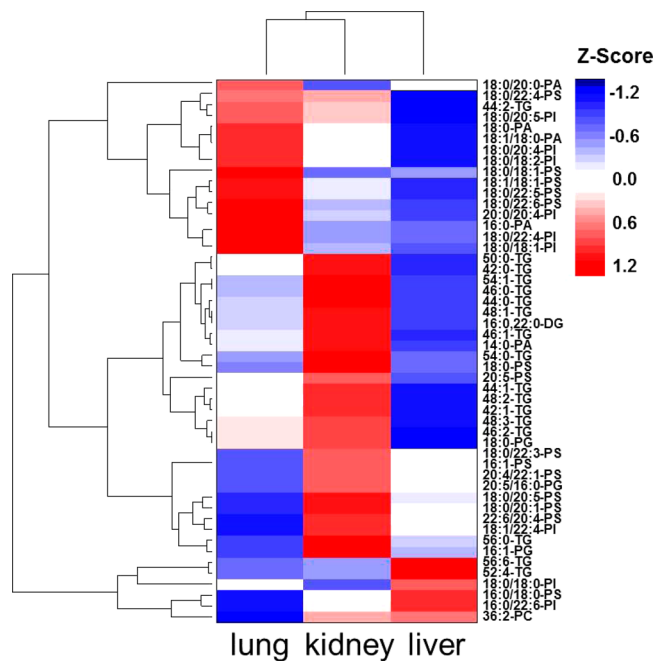 Z-Score
-1.2
-0.6
0.0
0.6
1.2
18:0/20:0-PA
18:0/22:4-PS
44:2-TG
18:0/20:5-PI
18:0-PA
18:1/18:0-PA
18:0/20:4-PI
18:0/18:2-PI
18:0/18:1-PS
18:1/18:1-PS
18:0/22:5-PS
18:0/22:6-PS
20:0/20:4-PI
16:0-PA
18:0/22:4-PI
18:0/18:1-PI
50:0-TG
42:0-TG
54:1-TG
46:0-TG
44:0-TG
48:1-TG
16:0,22:0-DG
46:1-TG
14:0-PA
54:0-TG
18:0-PS
20:5-PS
44:1-TG
48:2-TG
42:1-TG
48:3-TG
46:2-TG
18:0-PG
18:0/22:3-PS
16:1-PS
20:4/22:1-PS
20:5/16:0-PG
18:0/20:5-PS
18:0/20:1-PS
22:6/20:4-PS
18:1/22:4-PI
56:0-TG
16:1-PG
56:6-TG
52:4-TG
18:0/18:0-PI
16:0/18:0-PS
16:0/22:6-PI
36:2-PC
lung kidney liver